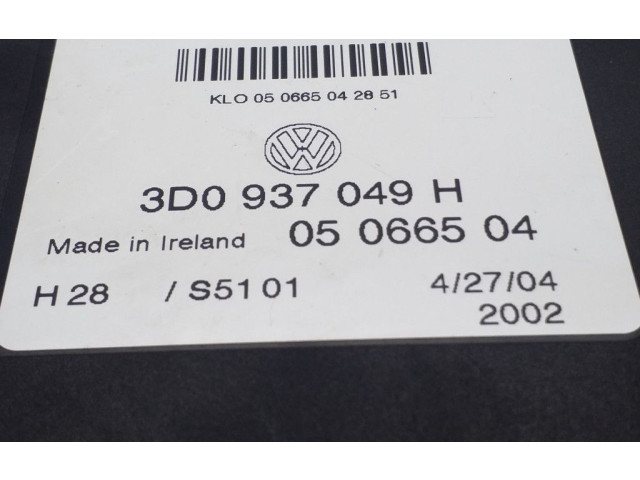 KLO 05 0665 04 28 51
3D0 937 049 H
Made in Ireland 05 0665 04
H 28 / S51 01 4/27/04
2002